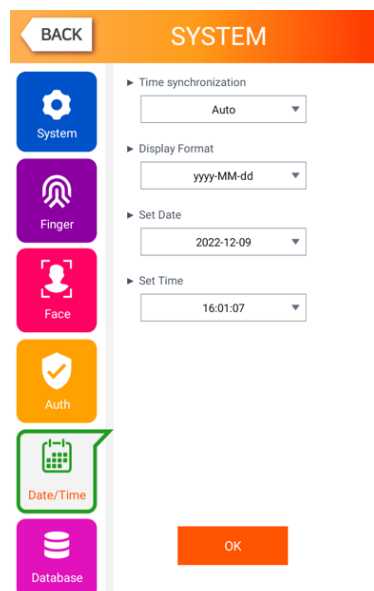 BACK
SYSTEM
System
Finger
Face
Auth
Date/Time
Database
► Time synchronization
Auto
► Display Format
yyyy-MM-dd
► Set Date
2022-12-09
► Set Time
16:01:07
OK